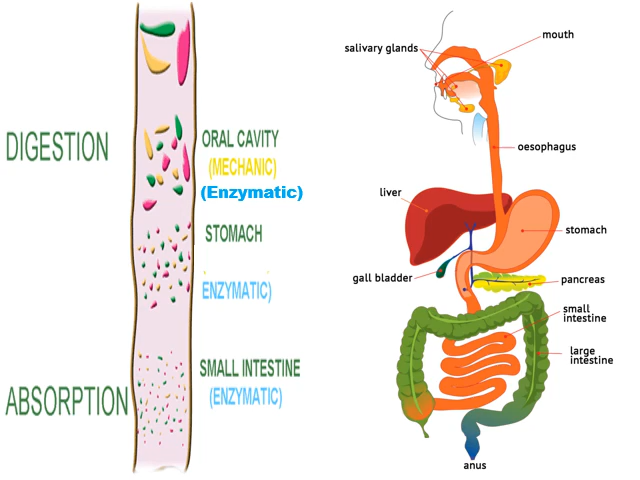 DIGESTION
ORAL CAVITY
(MECHANIC)
(Enzymatic)
STOMACH
ENZYMATIC)
SMALL INTESTINE
(ENZYMATIC)
ABSORPTION
salivary glands
mouth
oesophagus
liver
stomach
gall bladder
pancreas
small
intestine
large
intestine
anus